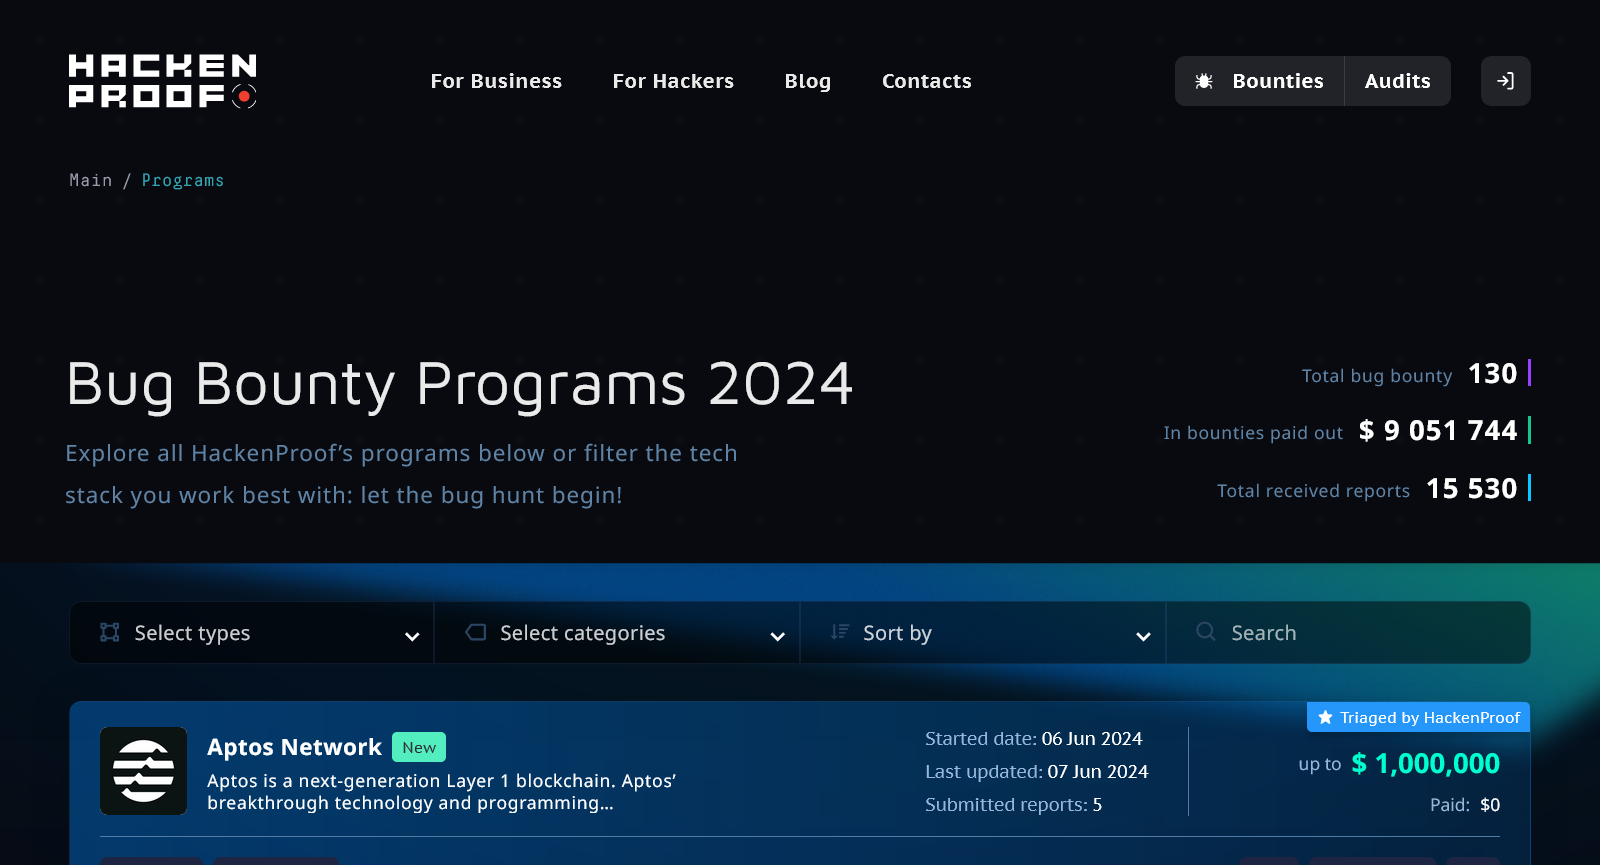 HACKEN
PROOF
For Business
For Hackers
Blog
Contacts
Bounties
Audits
Main / Programs
Bug Bounty Programs 2024
Explore all HackenProof’s programs below or filter the tech
stack you work best with: let the bug hunt begin!
Total bug bounty 130
In bounties paid out $ 9 051 744
Total received reports 15 530
Select types
Select categories
Sort by
Search
Triaged by HackenProof
Aptos Network New
Aptos is a next-generation Layer 1 blockchain. Aptos’
breakthrough technology and programming...
Started date: 06 Jun 2024
Last updated: 07 Jun 2024
Submitted reports: 5
up to $ 1,000,000
Paid: $0